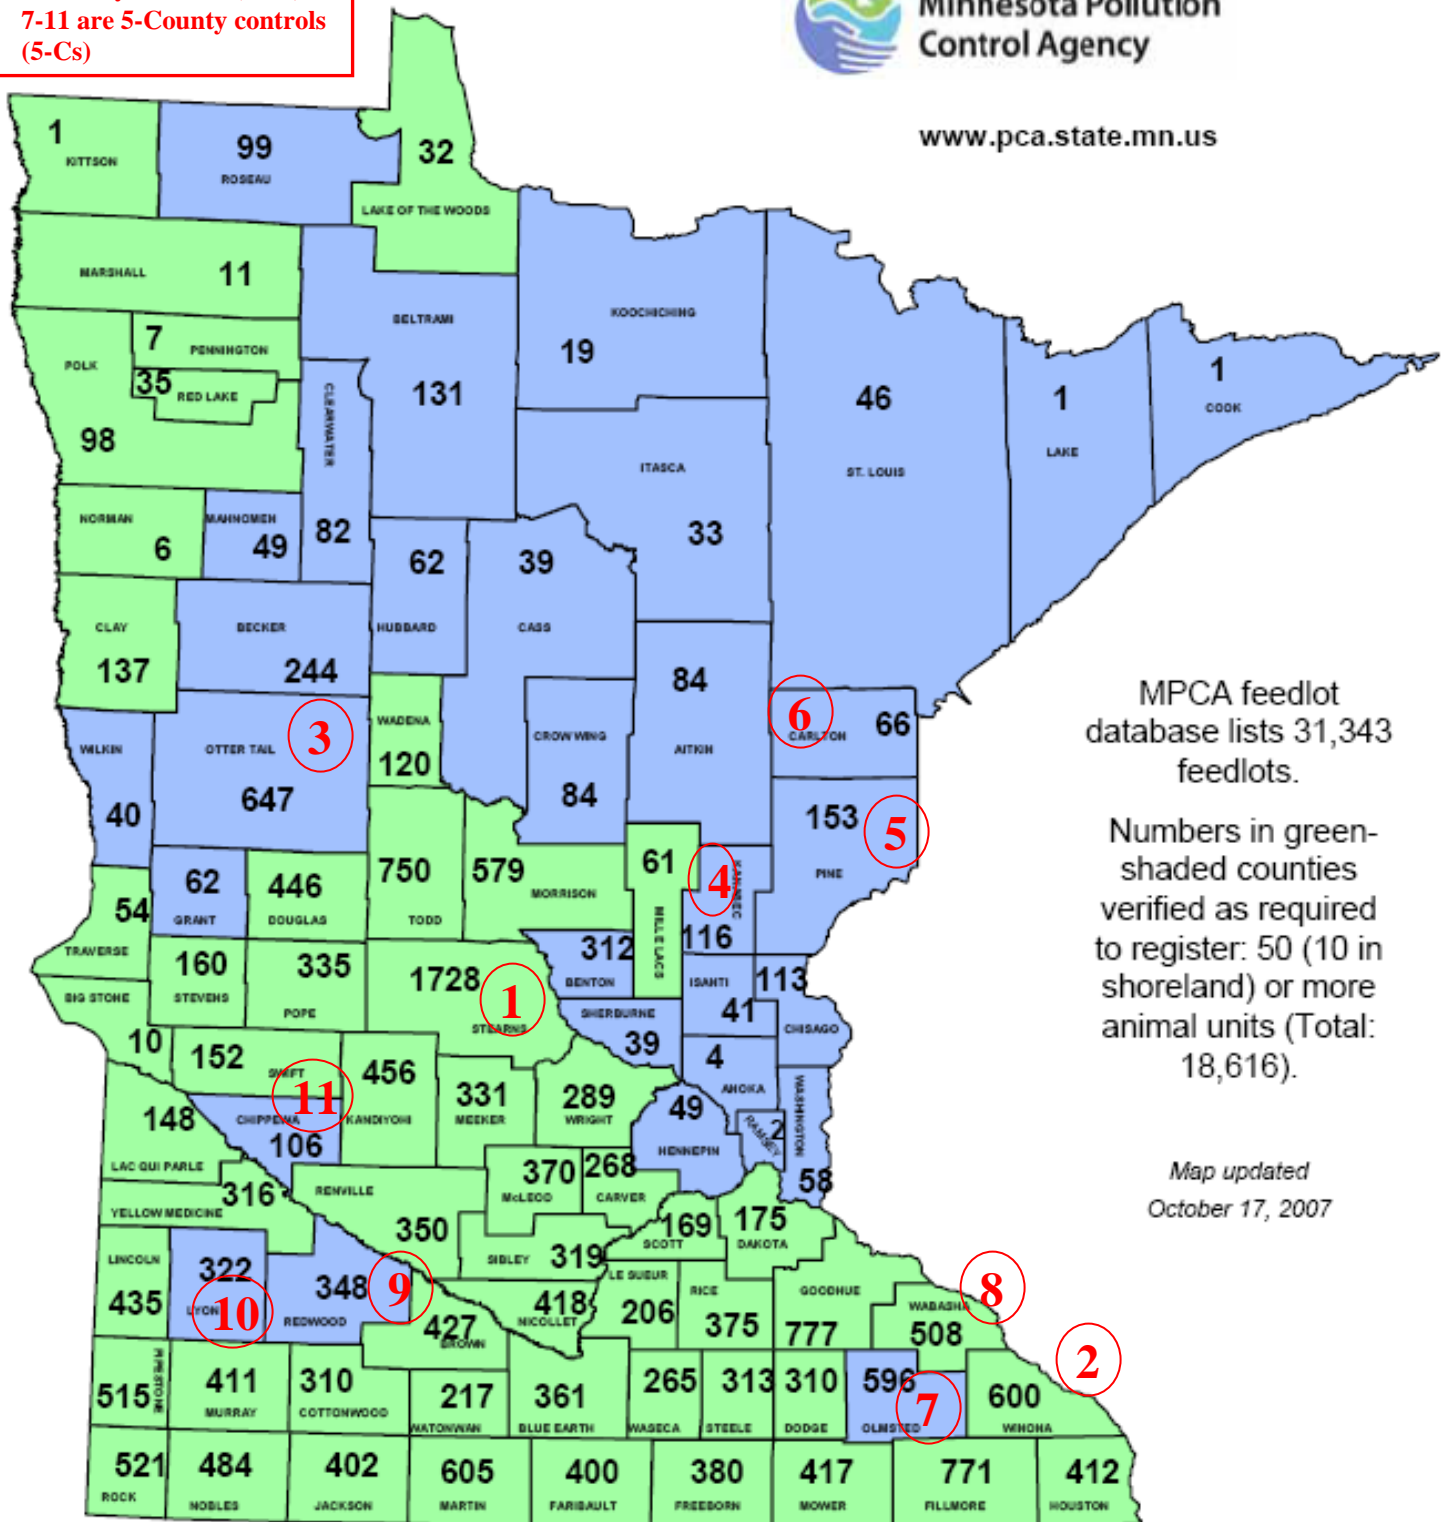 7-11 are 5-County controls
(5-Cs)
Minnesota Pollution
Control Agency
www.pca.state.mn.us
1
KITTSON
99
ROSEAU
32
LAKE OF THE WOODS
MARSHALL
11
BELTRAMI
131
KOOCHICHING
19
7
PENNINGTON
POLK
35
RED LAKE
98
CLEARWATER
82
46
ST. LOUIS
1
LAKE
1
COOK
ITASCA
33
NORMAN
6
MAHNOMEN
49
62
HUBBARD
39
CASS
CLAY
137
BECKER
244
84
AITKIN
6
66
CARLTON
WILKIN
40
OTTER TAIL
3
647
WADENA
120
CROW WING
84
153
5
PINE
62
GRANT
446
DOUGLAS
750
TODD
579
MORRISON
61
MILLE LACS
4
KANABEC
116
54
TRAVERSE
160
STEVENS
335
POPE
1728
1
STEARNS
312
BENTON
ISANTI
41
113
CHISAGO
BIG STONE
10
152
SWIFT
11
456
KANDIYOHI
331
MEEKER
289
WRIGHT
SHERBURNE
39
4
ANOKA
WASHINGTON
58
148
LAC QUI PARLE
CHIPPEWA
106
49
HENNEPIN
2
RAMSEY
316
YELLOW MEDICINE
RENVILLE
350
370
McLEOD
268
CARVER
169
SCOTT
175
DAKOTA
LINCOLN
435
322
LYON
10
348
9
REDWOOD
SIBLEY
319
427
BROWN
418
NICOLLET
LE SUEUR
206
RICE
375
GOODHUE
777
8
WABASHA
508
2
515
PIPESTONE
411
MURRAY
310
COTTONWOOD
217
WATONWAN
361
BLUE EARTH
265
WASECA
313
STEELE
310
DODGE
596
7
OLMSTED
600
WINONA
521
ROCK
484
NOBLES
402
JACKSON
605
MARTIN
400
FARIBAULT
380
FREEBORN
417
MOWER
771
FILLMORE
412
HOUSTON
MPCA feedlot
database lists 31,343
feedlots.
Numbers in green-
shaded counties
verified as required
to register: 50 (10 in
shoreland) or more
animal units (Total:
18,616).
Map updated
October 17, 2007